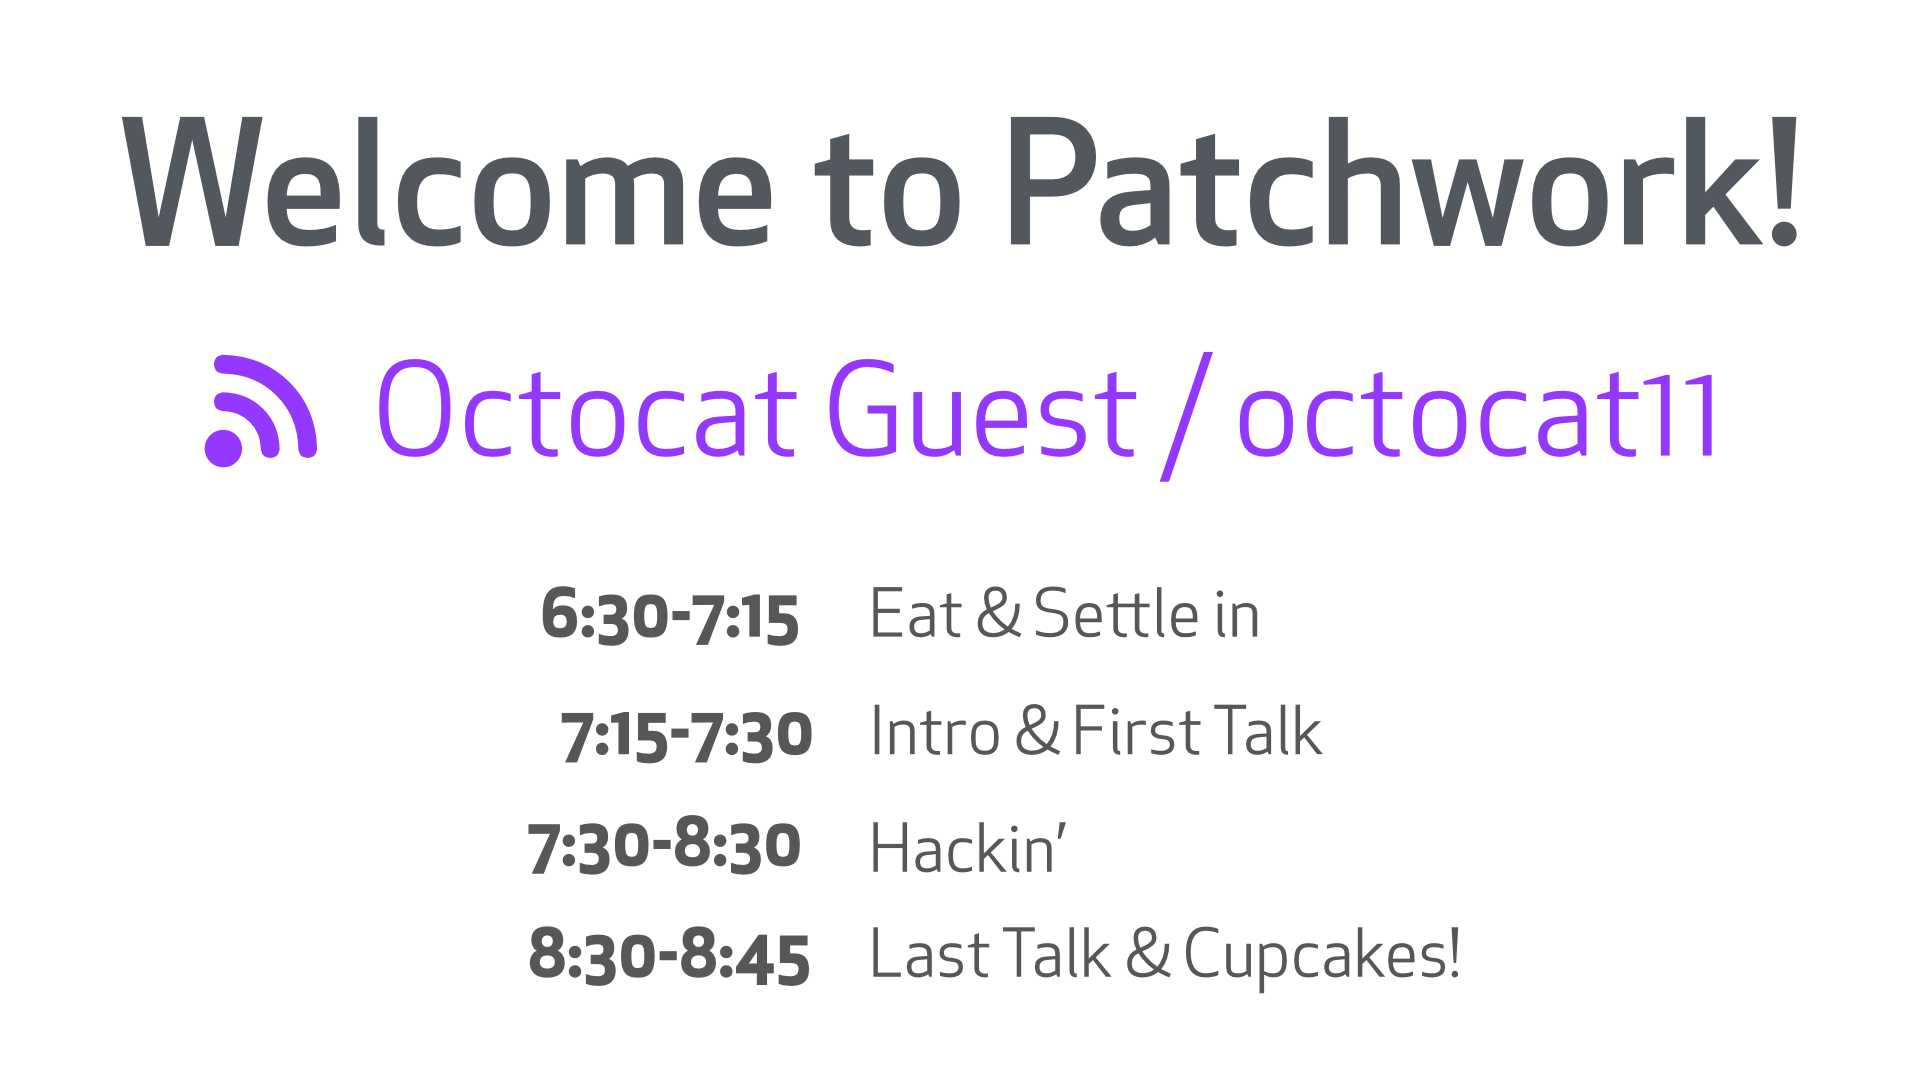 Welcome to Patchwork!
Octocat Guest / octocat11
6:30-7:15 Eat & Settle in
7:15-7:30 Intro & First Talk
7:30-8:30 Hackin’
8:30-8:45 Last Talk & Cupcakes!